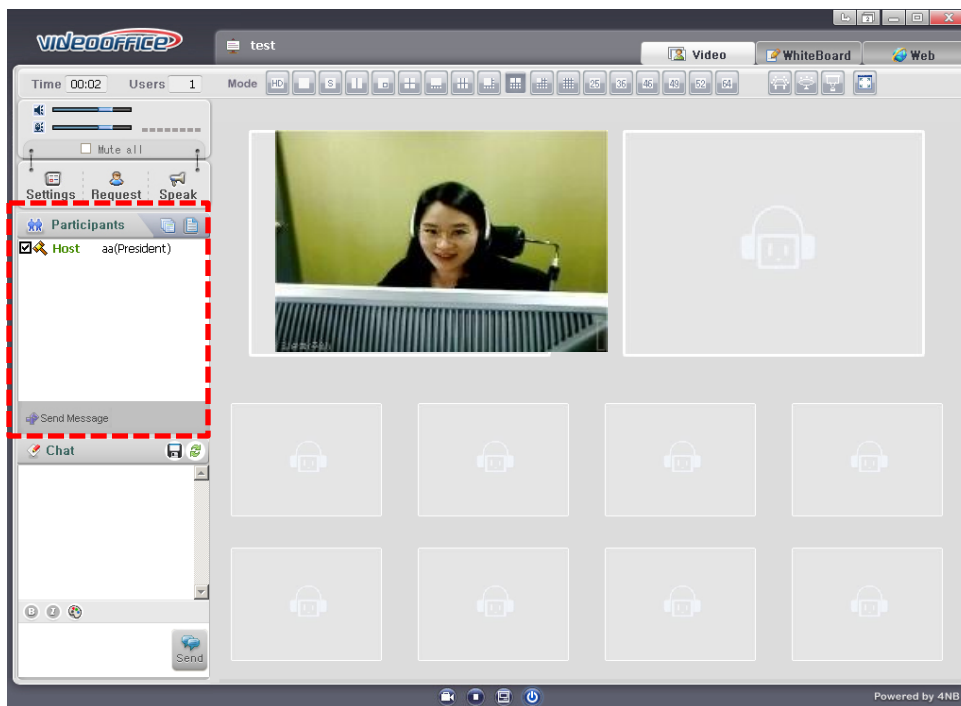 VIDEOOFFICE
test
Video
WhiteBoard
Web
Time 00:02 Users 1
Mode HD S 25 36 45 49 52 64
Mute all
Settings Request Speak
Participants
Host aa(President)
Send Message
Chat
B I
Send
Powered by 4NB